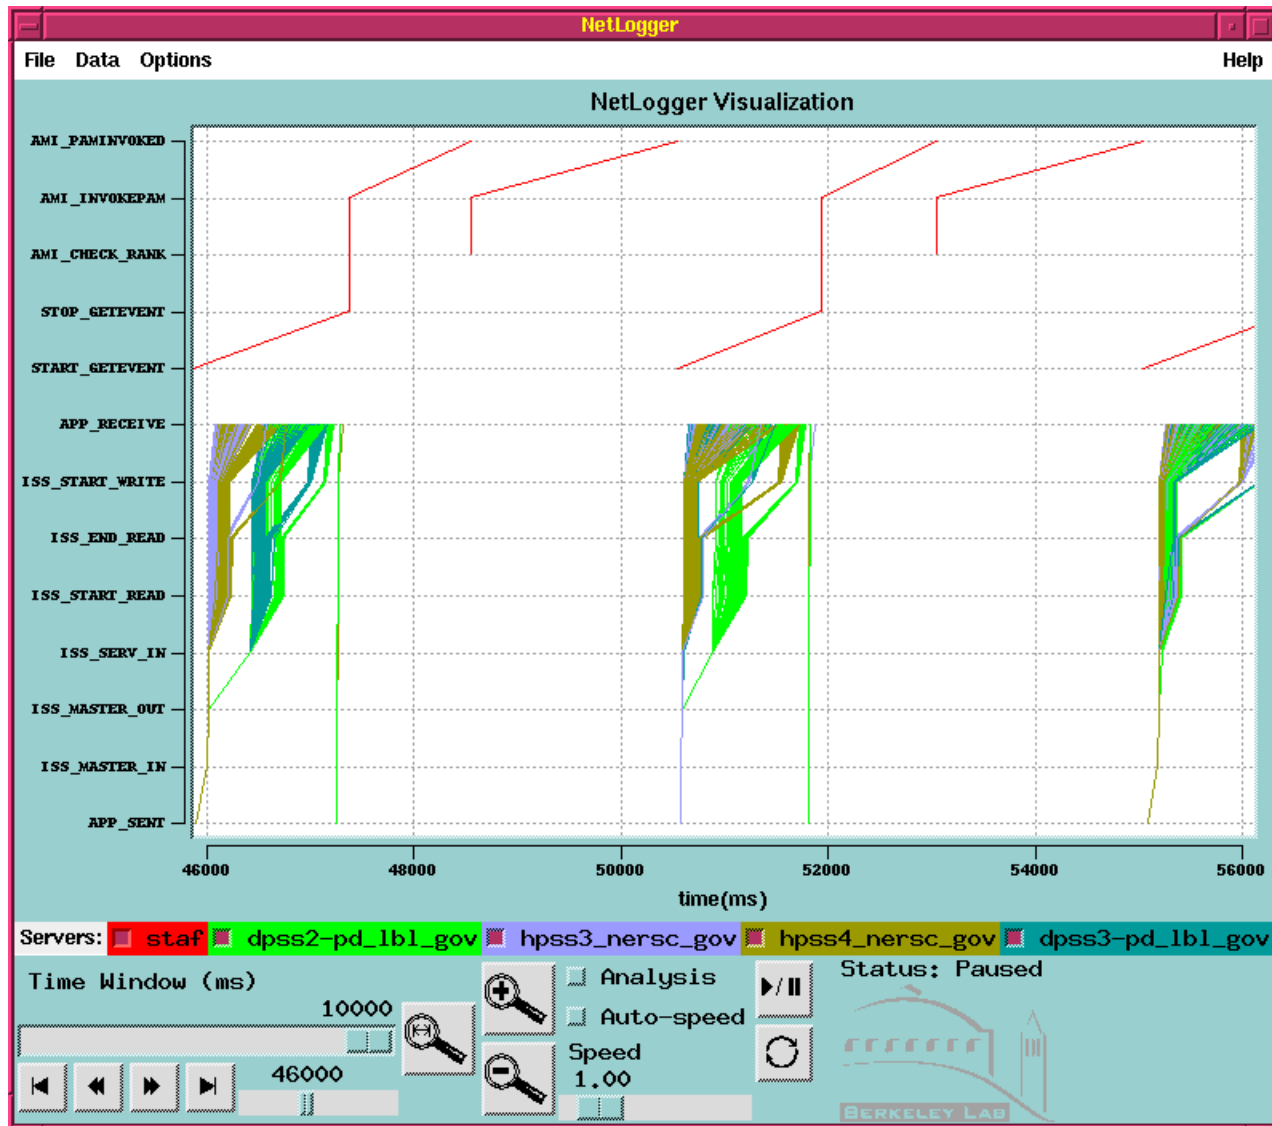 NetLogger
File Data Options Help
NetLogger Visualization
AMI_PAMINVOKED
AMI_INVOKEPAM
AMI_CHECK_RANK
STOP_GETEVENT
START_GETEVENT
APP_RECEIVE
ISS_START_WRITE
ISS_END_READ
ISS_START_READ
ISS_SERV_IN
ISS_MASTER_OUT
ISS_MASTER_IN
APP_SENT
46000 48000 50000 52000 54000 56000
time(ms)
Servers: staf dpss2-pd_lbl_gov hpss3_nersc_gov hpss4_nersc_gov dpss3-pd_lbl_gov
Time Window (ms)
10000
46000
Analysis
Auto-speed
Speed
1.00
Status: Paused
BERKELEY LAB